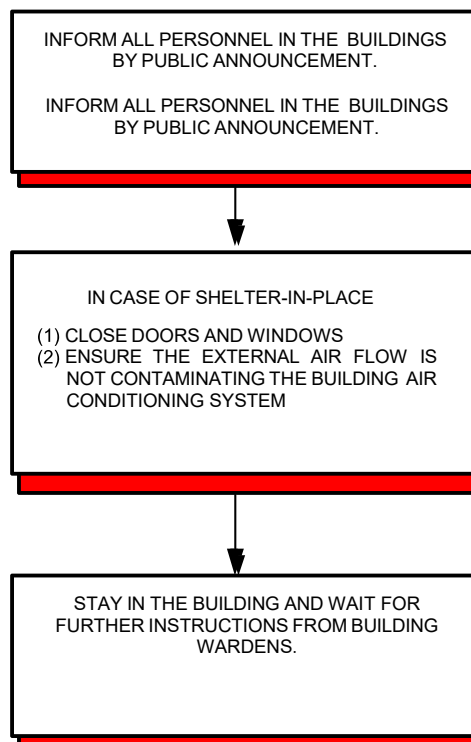 INFORM ALL PERSONNEL IN THE BUILDINGS
BY PUBLIC ANNOUNCEMENT.
INFORM ALL PERSONNEL IN THE BUILDINGS
BY PUBLIC ANNOUNCEMENT.
IN CASE OF SHELTER-IN-PLACE
(1) CLOSE DOORS AND WINDOWS
(2) ENSURE THE EXTERNAL AIR FLOW IS
NOT CONTAMINATING THE BUILDING AIR
CONDITIONING SYSTEM
STAY IN THE BUILDING AND WAIT FOR
FURTHER INSTRUCTIONS FROM BUILDING
WARDENS.